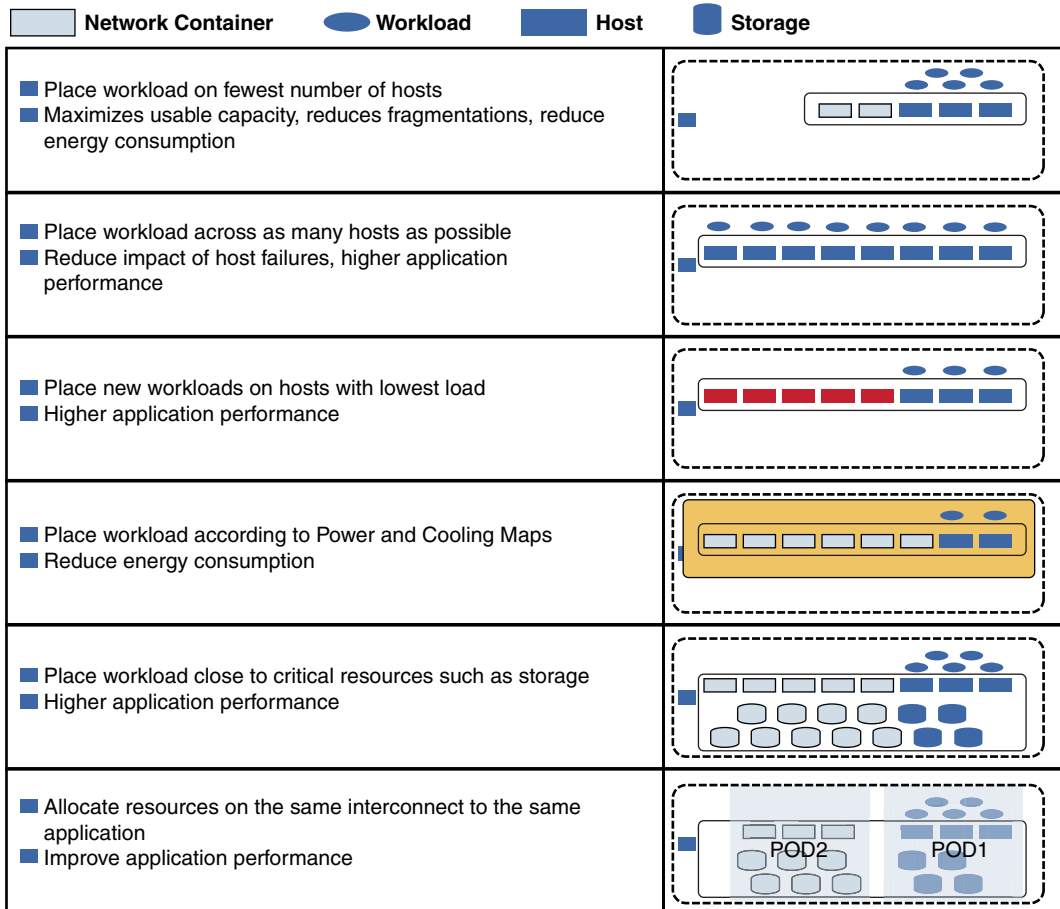 Network Container Workload Host Storage
Place workload on fewest number of hosts
Maximizes usable capacity, reduces fragmentations, reduce
energy consumption
Place workload across as many hosts as possible
Reduce impact of host failures, higher application
performance
Place new workloads on hosts with lowest load
Higher application performance
Place workload according to Power and Cooling Maps
Reduce energy consumption
Place workload close to critical resources such as storage
Higher application performance
Allocate resources on the same interconnect to the same
application
Improve application performance
POD2 POD1